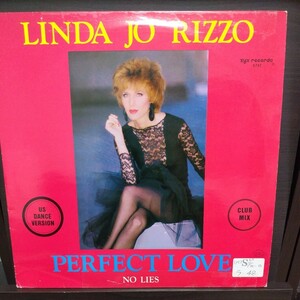 LINDA JO RIZZO
US
DANCE
VERSION
CLUB
MIX
PERFECT LOVE
NO LIES